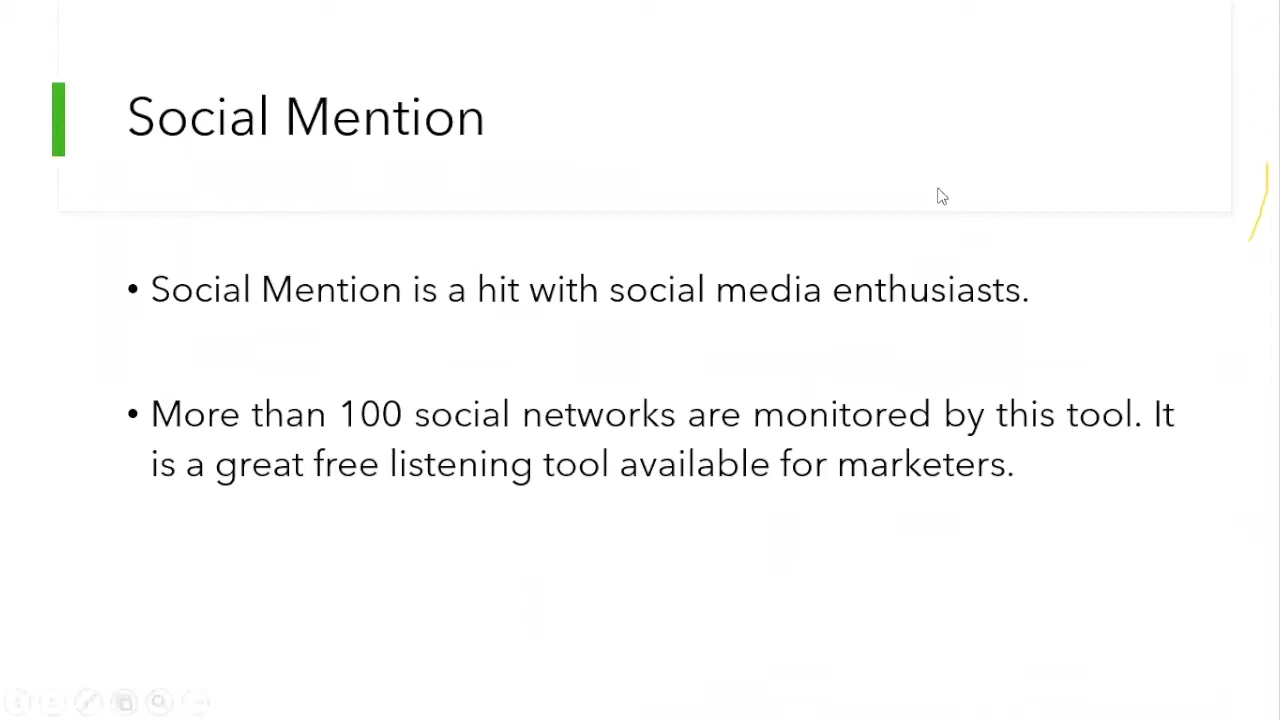 Social Mention
• Social Mention is a hit with social media enthusiasts.
• More than 100 social networks are monitored by this tool. It
is a great free listening tool available for marketers.